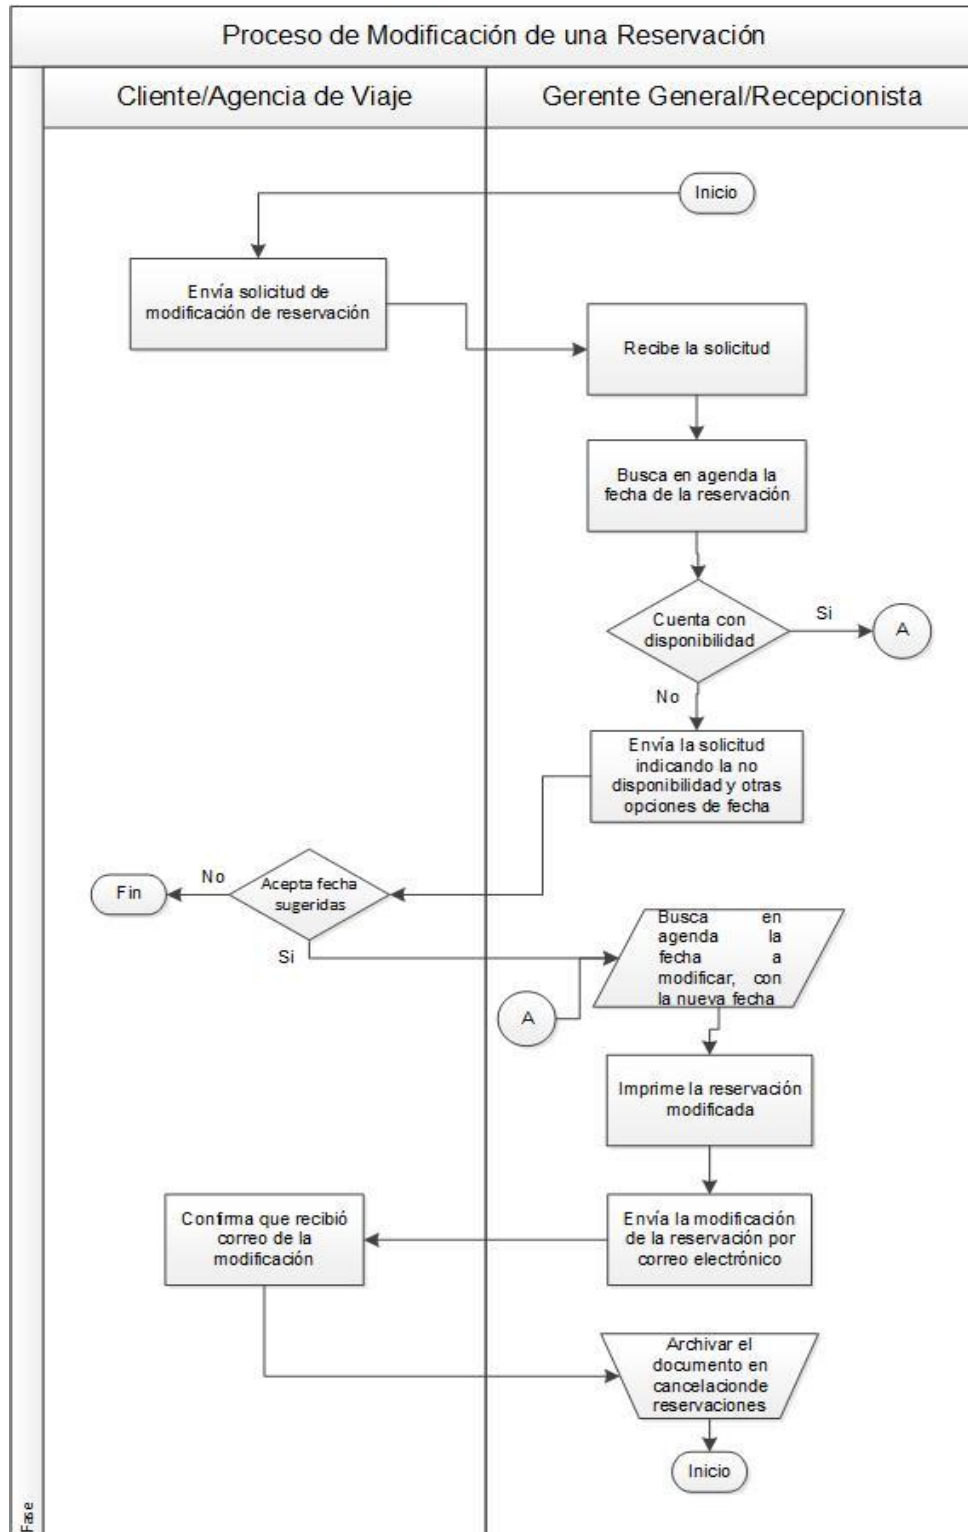 Proceso de Modificación de una Reservación
Cliente/Agencia de Viaje
Gerente General/Recepcionista
Inicio
Envía solicitud de
modificación de reservación
Recibe la solicitud
Busca en agenda la
fecha de la reservación
Cuenta con
disponibilidad
Si
A
No
Envía la solicitud
indicando la no
disponibilidad y otras
opciones de fecha
Acepta fecha
sugeridas
No
Fin
Si
Busca en
agenda la
fecha a
modificar, con
la nueva fecha
A
Imprime la reservación
modificada
Envía la modificación
de la reservación por
correo electrónico
Confirma que recibió
correo de la
modificación
Archivar el
documento en
cancelacionde
reservaciones
Inicio
Fase